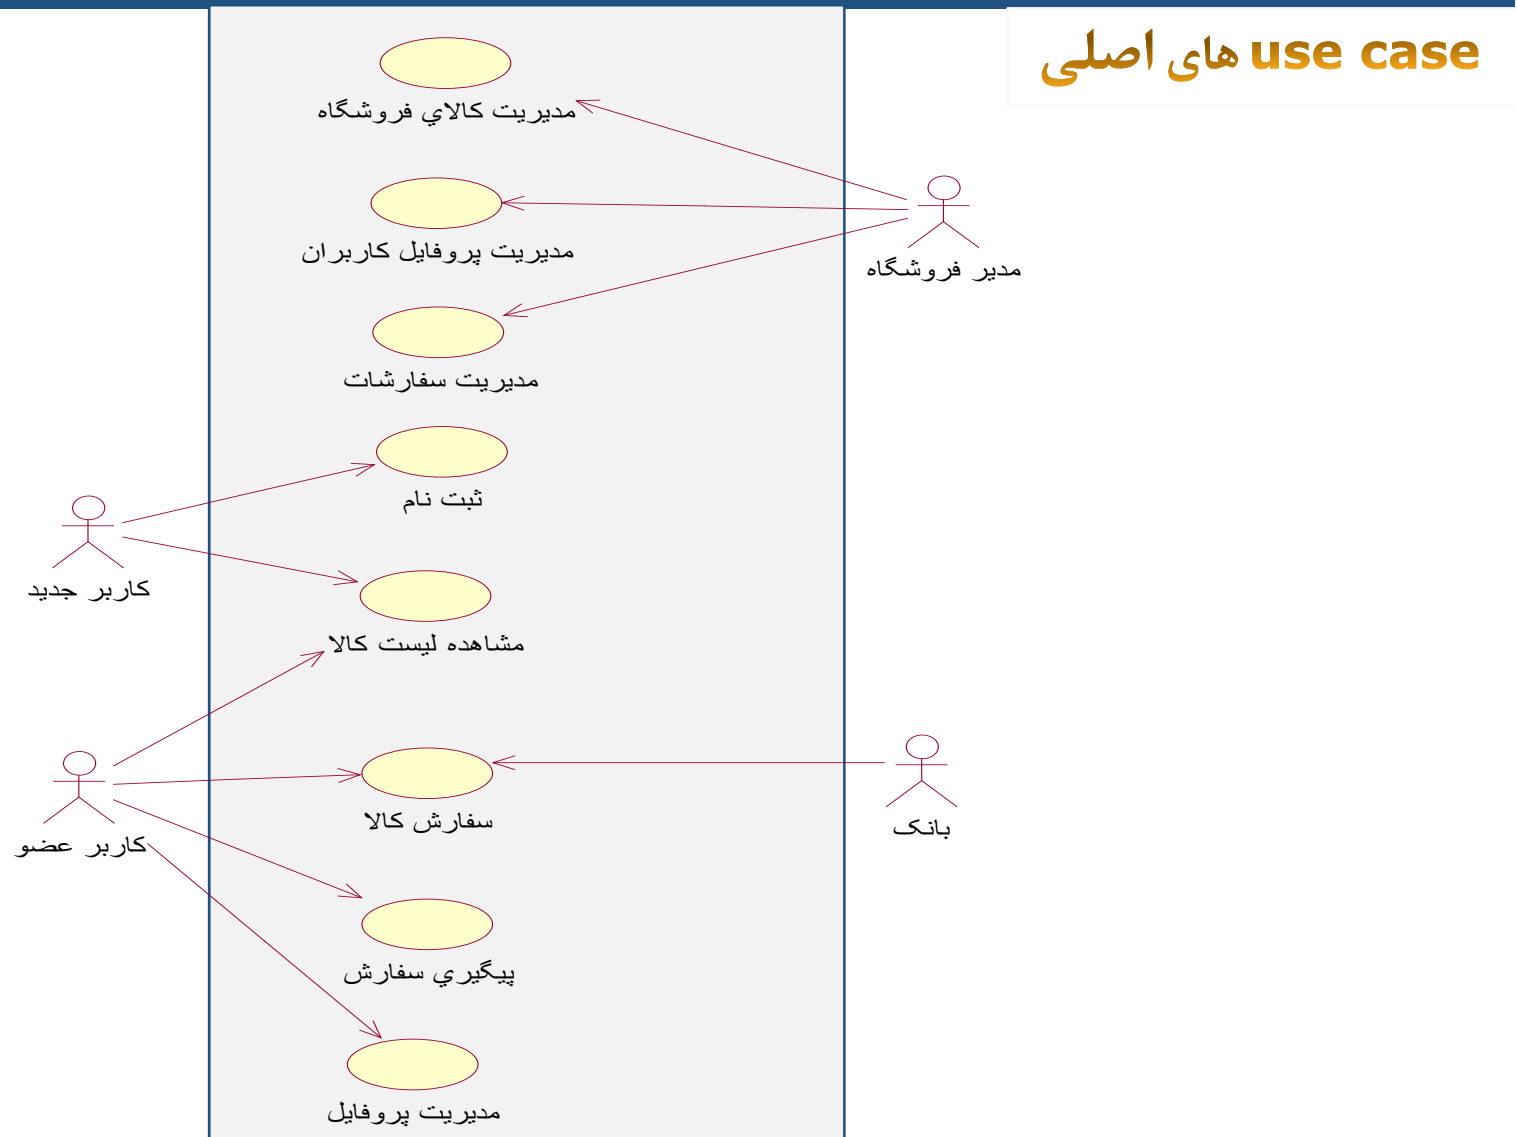 use case های اصلی
مديريت كالاي فروشگاه
مديريت پروفايل كاربران
مدير فروشگاه
مديريت سفارشات
ثبت نام
كاربر جديد
مشاهده ليست كالا
سفارش كالا
بانک
كاربر عضو
پيگيري سفارش
مديريت پروفايل